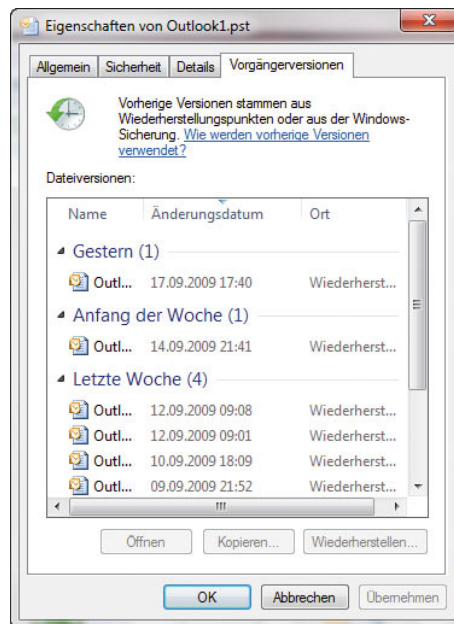 Eigenschaften von Outlook1.pst
Allgemein Sicherheit Details Vorgängerversionen
Vorherige Versionen stammen aus
Wiederherstellungspunkten oder aus der Windows-
Sicherung. Wie werden vorherige Versionen
verwendet?
Dateiversionen:
Name Änderungsdatum Ort
Gestern (1)
Outl... 17.09.2009 17:40 Wiederherst...
Anfang der Woche (1)
Outl... 14.09.2009 21:41 Wiederherst...
Letzte Woche (4)
Outl... 12.09.2009 09:08 Wiederherst...
Outl... 12.09.2009 09:01 Wiederherst...
Outl... 10.09.2009 18:09 Wiederherst...
Outl... 09.09.2009 21:52 Wiederherst...
Öffnen Kopieren... Wiederherstellen...
OK Abbrechen Übernehmen